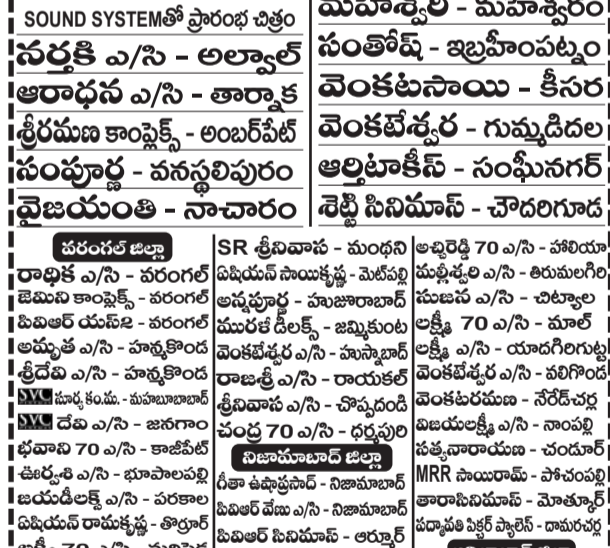 SOUND SYSTEMతో ప్రారంభ చిత్రం
నర్తకి ఎ/సి - అల్వాల్
ఆరాధన ఎ/సి - తార్నాక
శ్రీరమణ కాంప్లెక్స్ - అంబర్‌పేట్
సంపూర్ణ - వనస్థలిపురం
వైజయంతి - నాచారం
మహేశ్వరి - మహేశ్వరం
సంతోష్ - ఇబ్రహీంపట్నం
వెంకటసాయి - కీసర
వెంకటేశ్వర - గుమ్మడిదల
ఆర్తిటాకీస్ - సంఘీనగర్
శెట్టి సినిమాస్ - చౌదరిగూడ
వరంగల్ జిల్లా
రాధిక ఎ/సి - వరంగల్
జెమిని కాంప్లెక్స్ - వరంగల్
పివిఆర్ యస్2 - వరంగల్
అమృత ఎ/సి - హన్మకొండ
శ్రీదేవి ఎ/సి - హన్మకొండ
SVC సూర్య కం.మ. - మహబూబాబాద్
SVC దేవి ఎ/సి - జనగాం
భవాని 70 ఎ/సి - కాజీపేట్
ఊర్వశి ఎ/సి - భూపాలపల్లి
జయడీలక్స్ ఎ/సి - పరకాల
ఏషియన్ రామకృష్ణ - తొర్రూర్
SR శ్రీనివాస - మంథని
ఏషియన్ సాయికృష్ణ - మెట్‌పల్లి
అన్నపూర్ణ - హుజూరాబాద్
మురళీ డీలక్స్ - జమ్మికుంట
వెంకటేశ్వర ఎ/సి - హుస్నాబాద్
రాజశ్రీ ఎ/సి - రాయకల్
శ్రీనివాస ఎ/సి - చొప్పదండి
చంద్ర 70 ఎ/సి - ధర్మపురి
నిజామాబాద్ జిల్లా
గీతా ఉషాప్రసాద్ - నిజామాబాద్
పివిఆర్ వేణు ఎ/సి - నిజామాబాద్
పివిఆర్ సినిమాస్ - ఆర్మూర్
అచ్చిరెడ్డి 70 ఎ/సి - హాలియా
మల్లీశ్వరి ఎ/సి - తిరుమలగిరి
సుజన ఎ/సి - చిట్యాల
లక్ష్మీ 70 ఎ/సి - మాల్
లక్ష్మీ ఎ/సి - యాదగిరిగుట్ట
వెంకటేశ్వర ఎ/సి - వలిగొండ
వెంకటరమణ - నేరేడ్‌చర్ల
విజయలక్ష్మీ ఎ/సి - నాంపల్లి
సత్యనారాయణ - చండూర్
MRR సాయిరామ్ - పోచంపల్లి
తారాసినిమాస్ - మోత్కూర్
పద్మావతి పిక్చర్ ప్యాలెస్ - దామరచర్ల